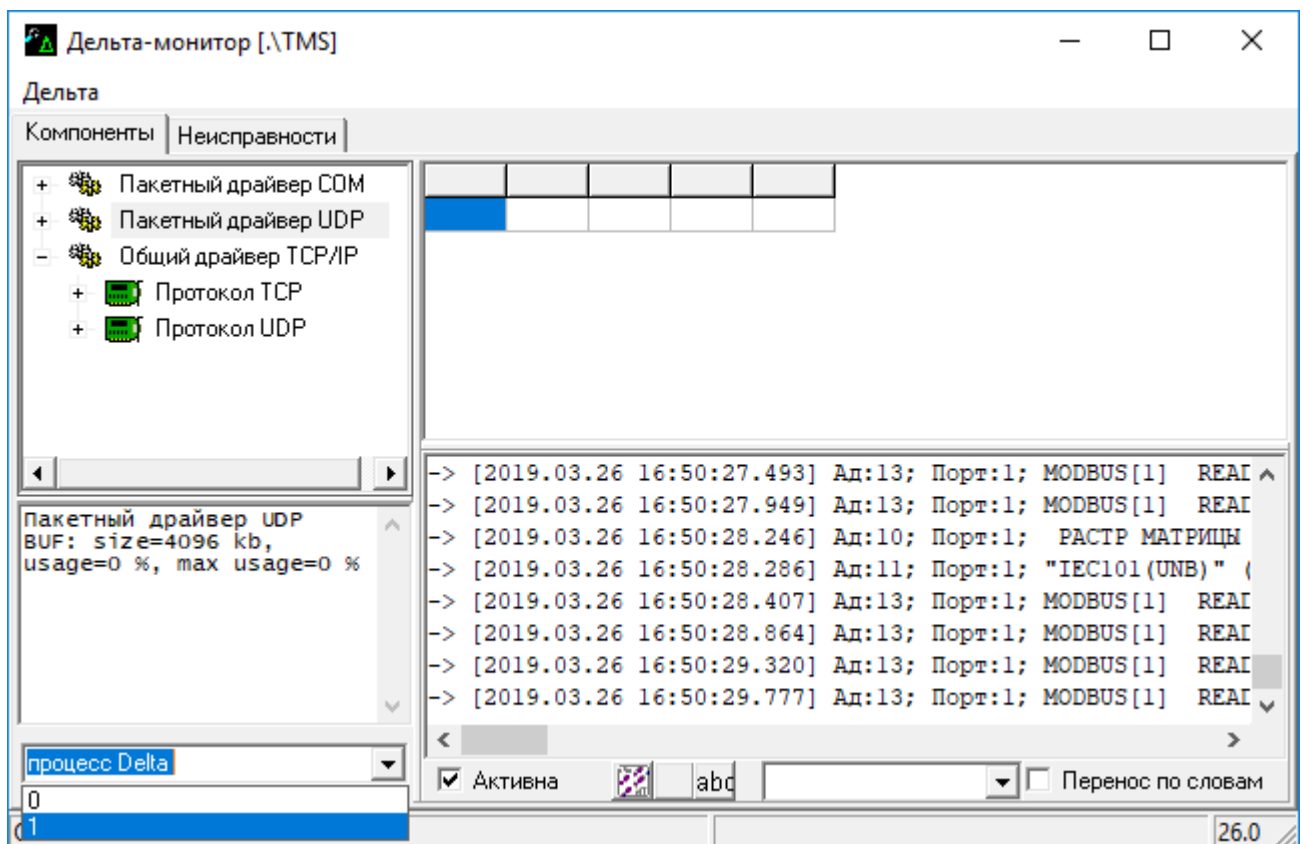 Дельта-монитор [.\TMS]
Дельта
Компоненты Неисправности
Пакетный драйвер COM
Пакетный драйвер UDP
Общий драйвер TCP/IP
Протокол TCP
Протокол UDP
Пакетный драйвер UDP
BUF: size=4096 kb,
usage=0 %, max usage=0 %
процесс Delta
0
1
-> [2019.03.26 16:50:27.493] Ад:13; Порт:1; MODBUS[1]
-> [2019.03.26 16:50:27.949] Ад:13; Порт:1; MODBUS[1]
-> [2019.03.26 16:50:28.246] Ад:10; Порт:1; РАСТР МАТРИЦЫ
-> [2019.03.26 16:50:28.286] Ад:11; Порт:1; "IEC101(UNB)" (
-> [2019.03.26 16:50:28.407] Ад:13; Порт:1; MODBUS[1]
-> [2019.03.26 16:50:28.864] Ад:13; Порт:1; MODBUS[1]
-> [2019.03.26 16:50:29.320] Ад:13; Порт:1; MODBUS[1]
-> [2019.03.26 16:50:29.777] Ад:13; Порт:1; MODBUS[1]
Активна abc Перенос по словам
26.0